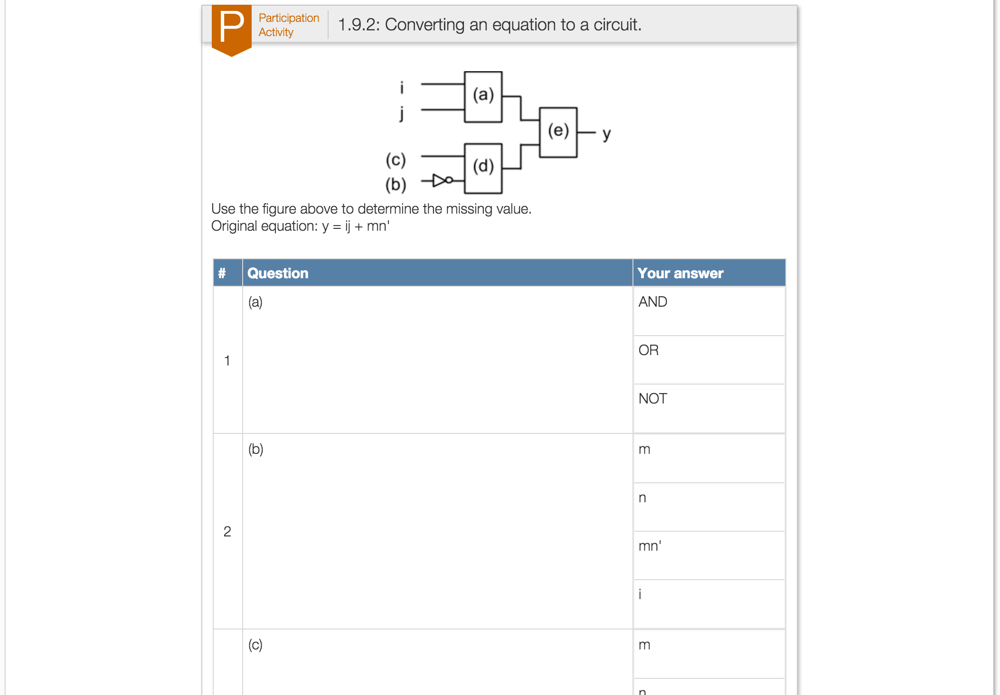 P
Participation
Activity
1.9.2: Converting an equation to a circuit.
i
(a)
j
(e)
y
(c)
(d)
(b)
Use the figure above to determine the missing value.
Original equation: y = ij + mn'
# Question Your answer
1
(a)
AND
OR
NOT
2
(b)
m
n
mn'
i
(c)
m
n